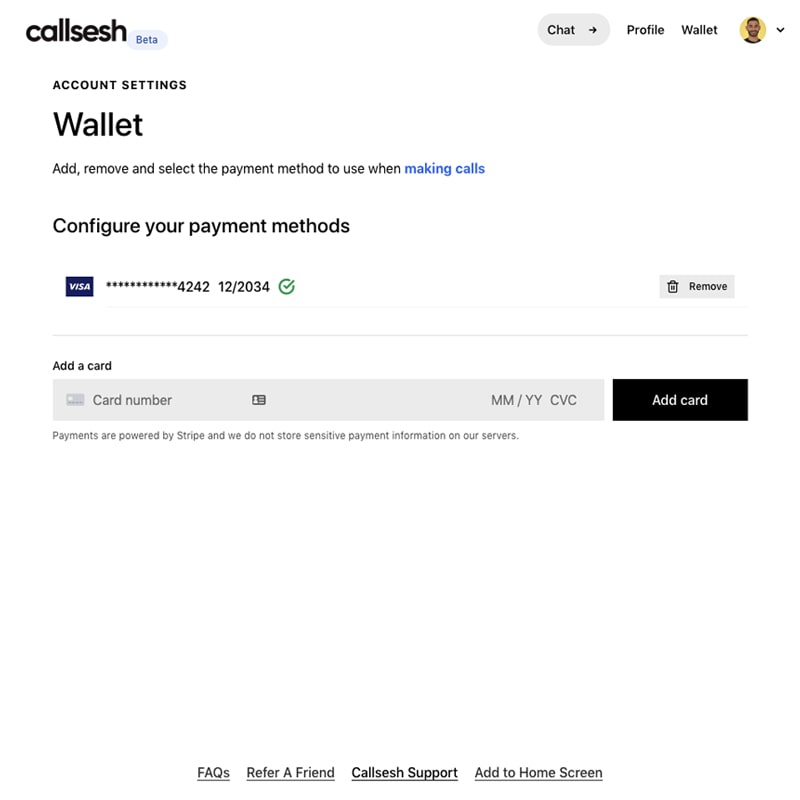 callsesh Beta
Chat → Profile Wallet
ACCOUNT SETTINGS
Wallet
Add, remove and select the payment method to use when making calls
Configure your payment methods
VISA ************4242 12/2034 Remove
Add a card
Card number MM / YY CVC Add card
Payments are powered by Stripe and we do not store sensitive payment information on our servers.
FAQs Refer A Friend Callsesh Support Add to Home Screen